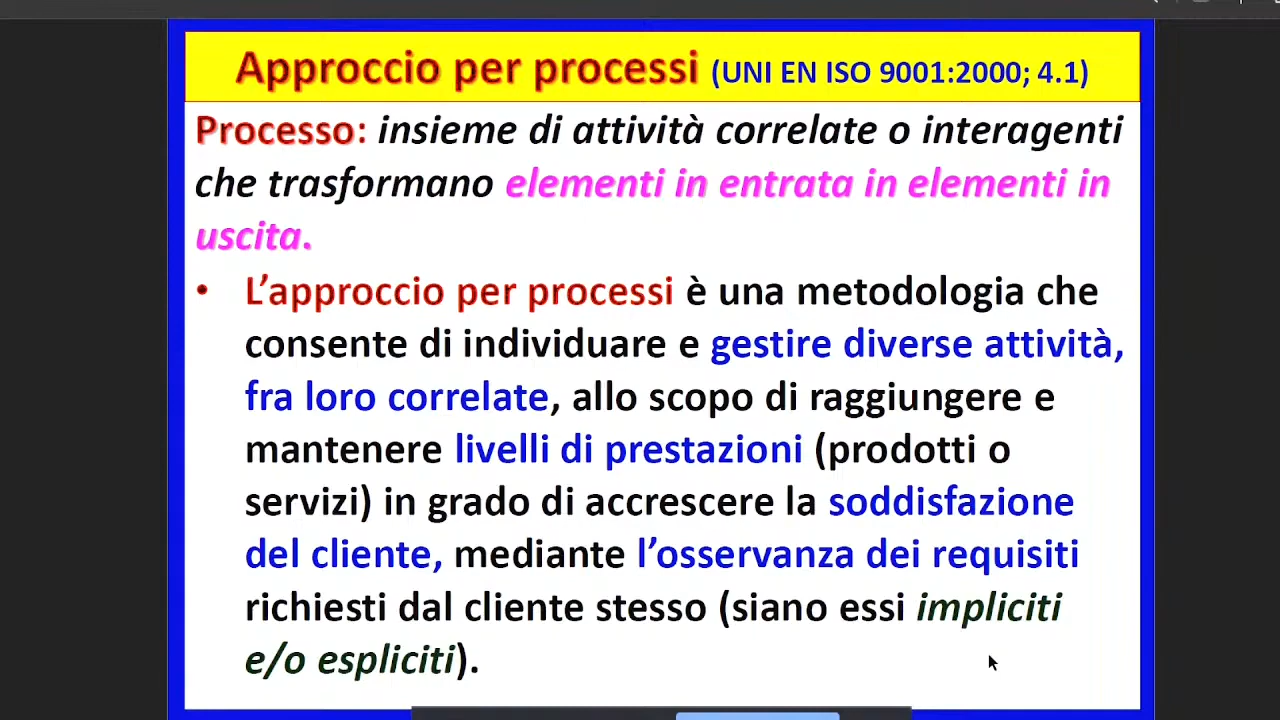 Approccio per processi (UNI EN ISO 9001:2000; 4.1)
Processo: insieme di attività correlate o interagenti
che trasformano elementi in entrata in elementi in
uscita.
• L’approccio per processi è una metodologia che
consente di individuare e gestire diverse attività,
fra loro correlate, allo scopo di raggiungere e
mantenere livelli di prestazioni (prodotti o
servizi) in grado di accrescere la soddisfazione
del cliente, mediante l’osservanza dei requisiti
richiesti dal cliente stesso (siano essi impliciti
e/o espliciti).